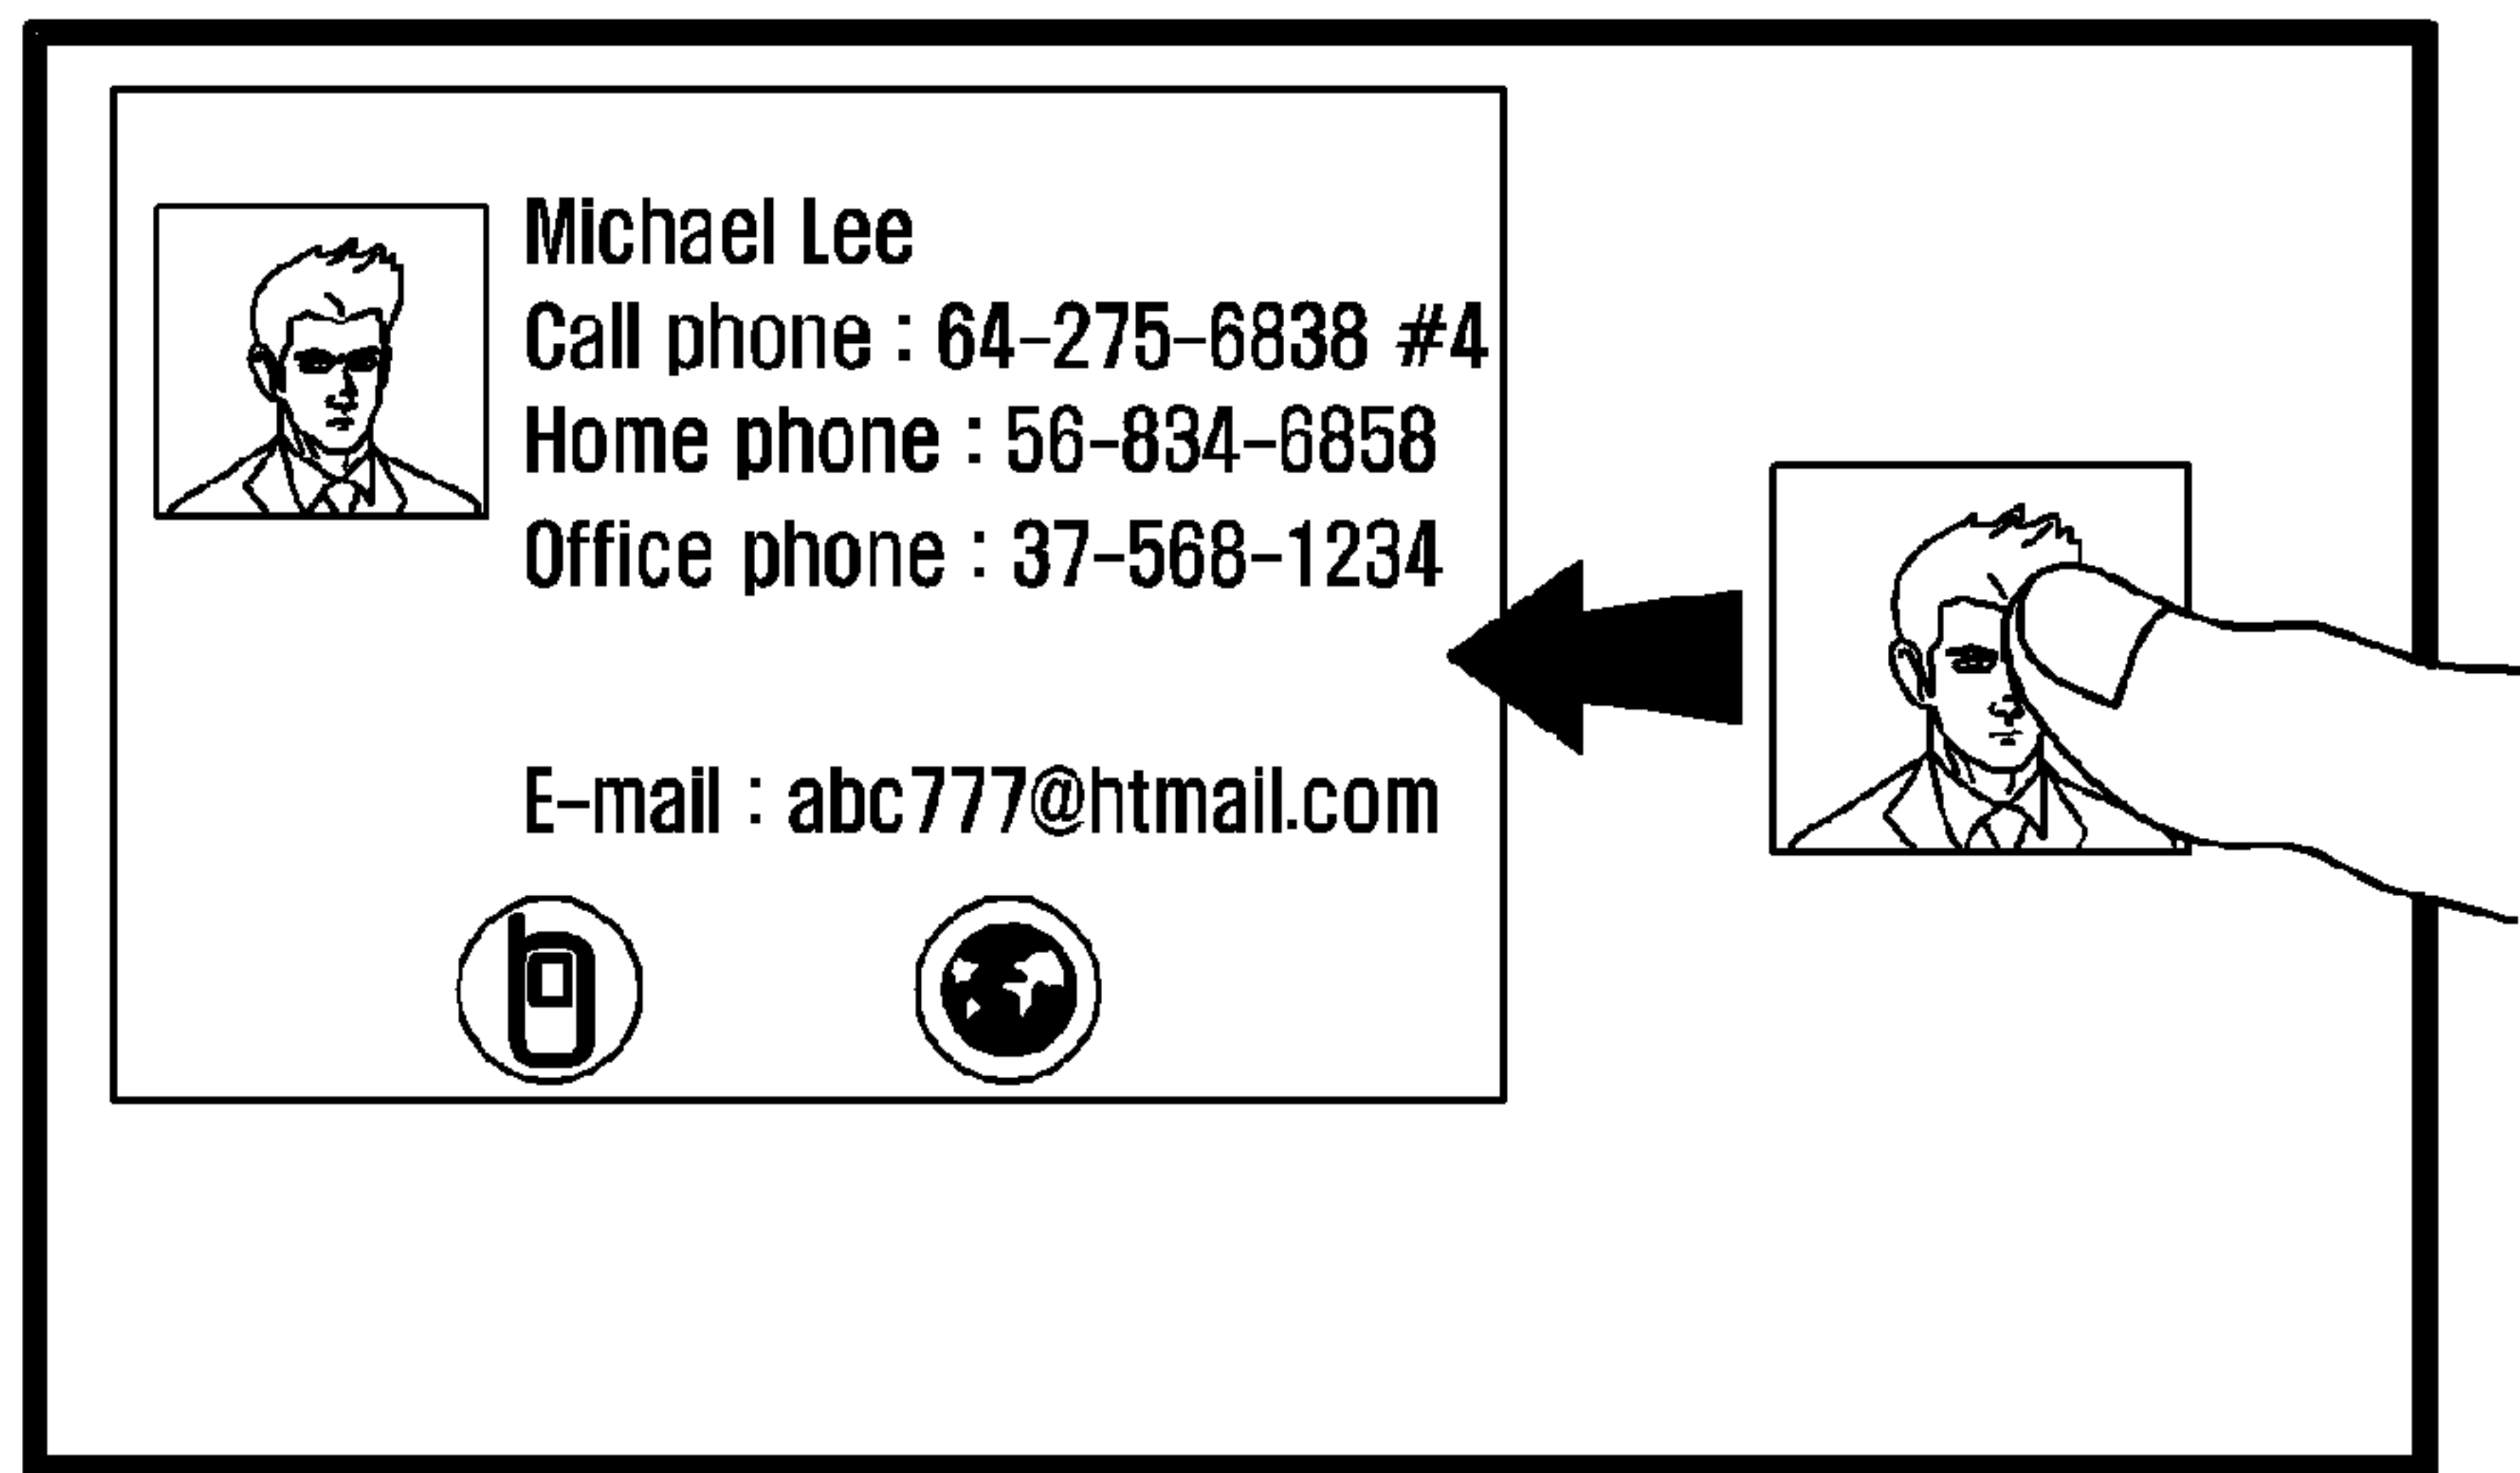 Michael Lee
Call phone : 64-275-6838 #4
Home phone : 56-834-6858
Office phone : 37-568-1234
E-mail : abc777@htmail.com